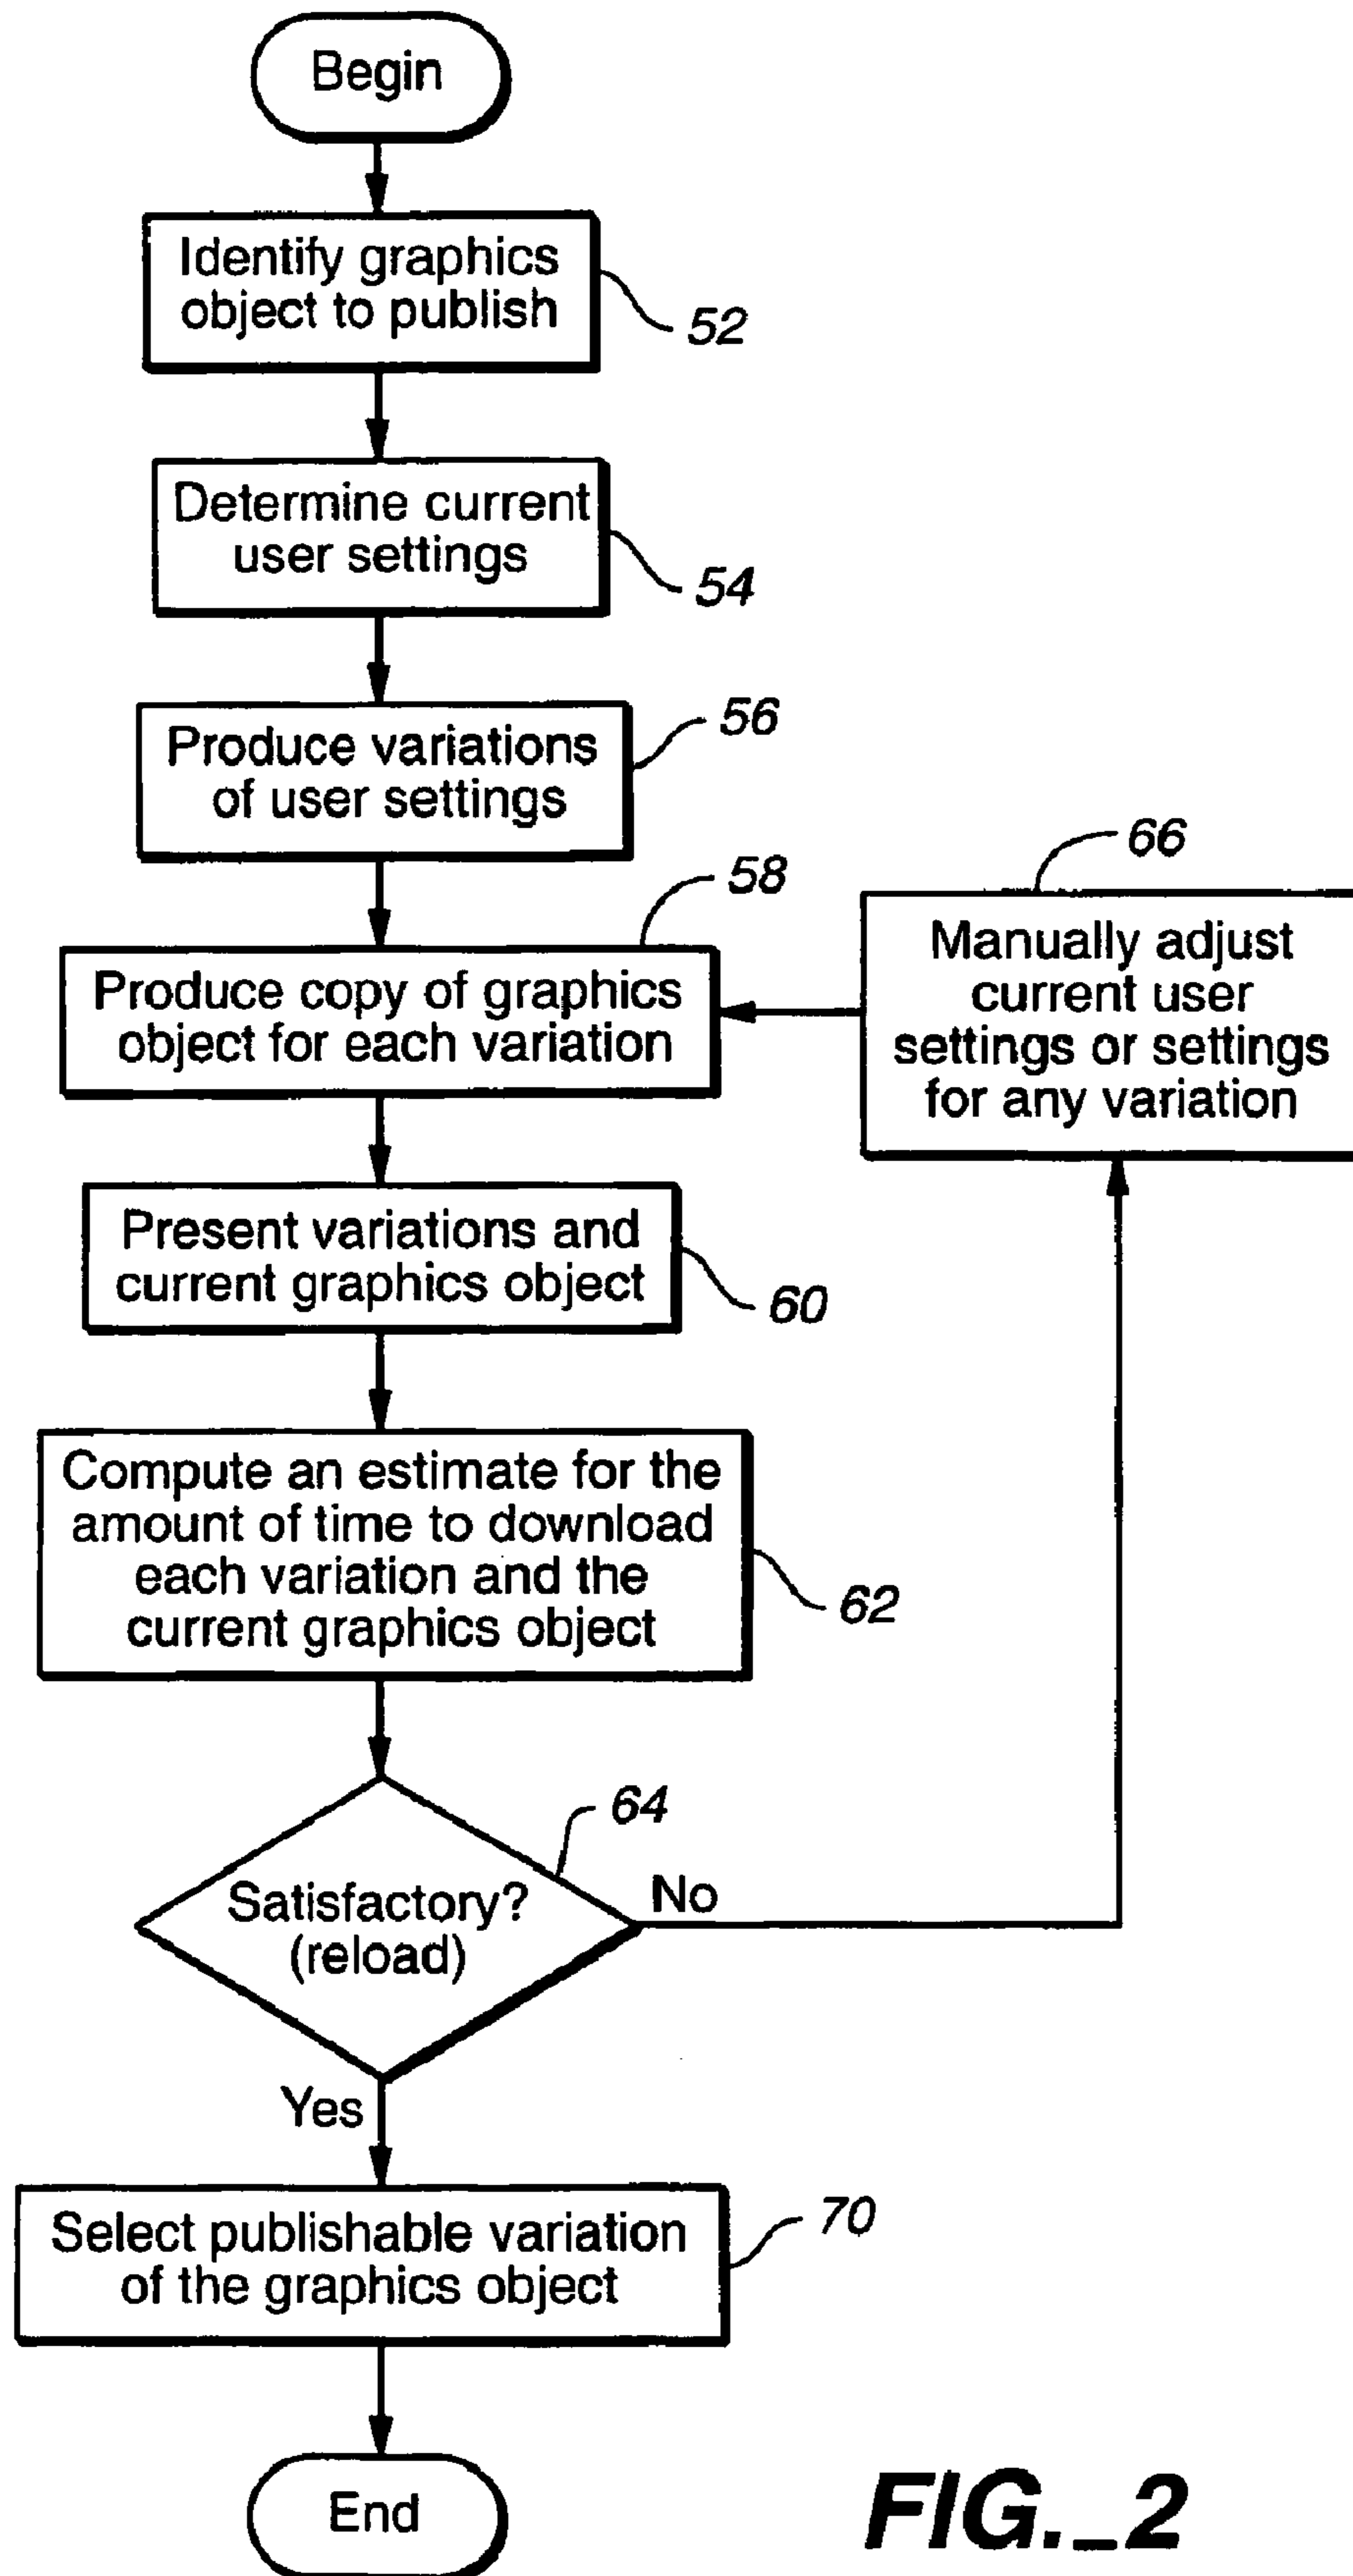 Begin
Identify graphics
object to publish
52
Determine current
user settings
54
Produce variations
of user settings
56
Produce copy of graphics
object for each variation
58
Manually adjust
current user
settings or settings
for any variation
66
Present variations and
current graphics object
60
Compute an estimate for the
amount of time to download
each variation and the
current graphics object
62
Satisfactory?
(reload)
64
No
Yes
Select publishable variation
of the graphics object
70
End
FIG._2